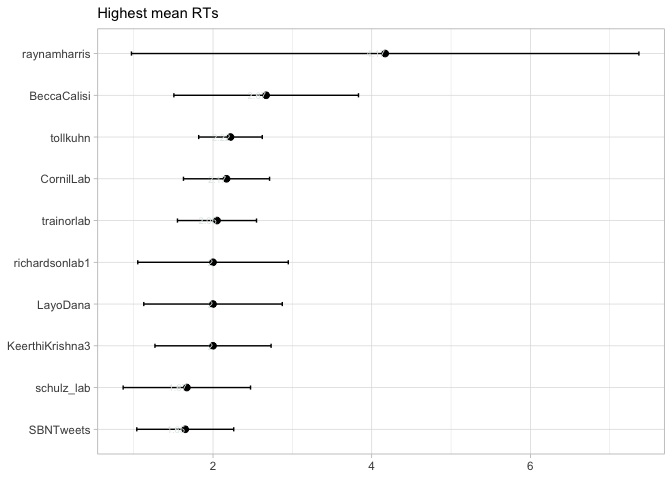 Highest mean RTs
raynamharris
BeccaCalisi
tollkuhn
CornilLab
trainorlab
richardsonlab1
LayoDana
KeerthiKrishna3
schulz_lab
SBNTweets
2 4 6